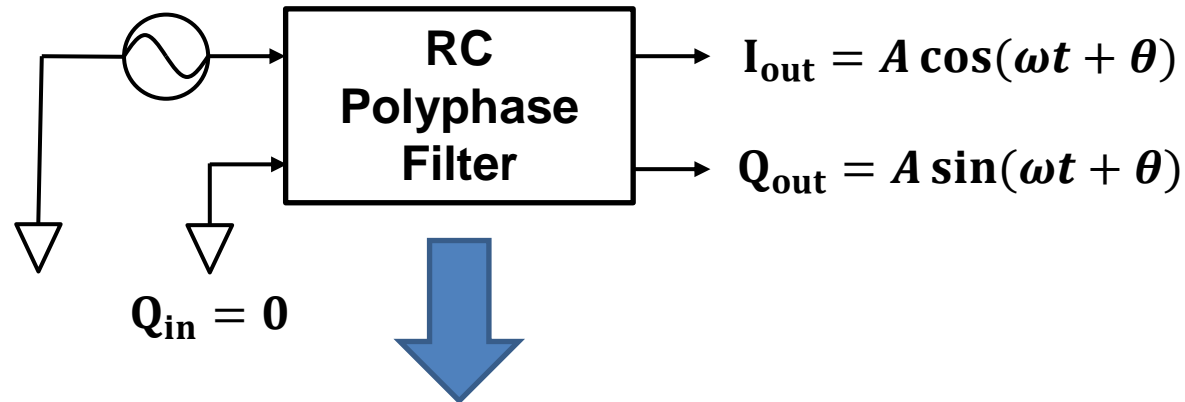 RC
Polyphase
Filter
I_out = A cos(ωt + θ)
Q_out = A sin(ωt + θ)
Q_in = 0